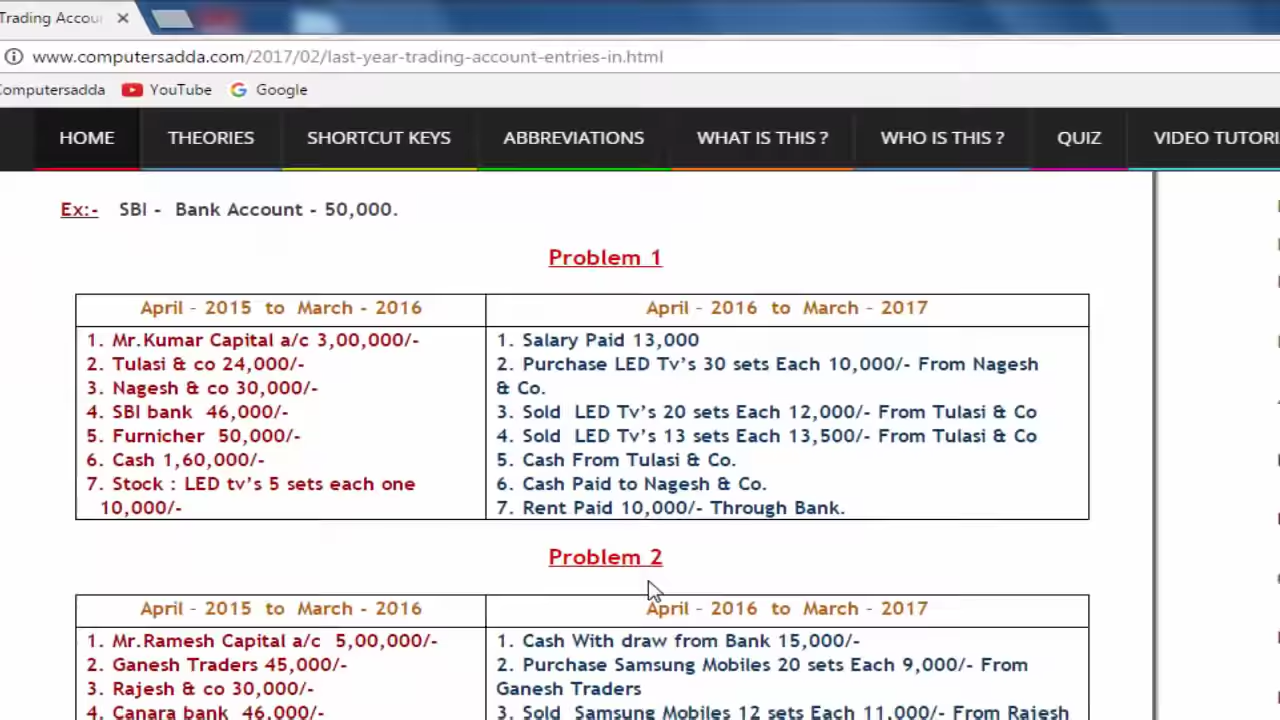 Trading Accou
www.computersadda.com/2017/02/last-year-trading-account-entries-in.html
Computersadda YouTube Google
HOME THEORIES SHORTCUT KEYS ABBREVIATIONS WHAT IS THIS ? WHO IS THIS ? QUIZ VIDEO TUTORI
Ex:- SBI - Bank Account - 50,000.
Problem 1
April - 2015 to March - 2016
1. Mr.Kumar Capital a/c 3,00,000/-
2. Tulasi & co 24,000/-
3. Nagesh & co 30,000/-
4. SBI bank 46,000/-
5. Furnicher 50,000/-
6. Cash 1,60,000/-
7. Stock : LED tv's 5 sets each one
10,000/-
April - 2016 to March - 2017
1. Salary Paid 13,000
2. Purchase LED Tv's 30 sets Each 10,000/- From Nagesh
& Co.
3. Sold LED Tv's 20 sets Each 12,000/- From Tulasi & Co
4. Sold LED Tv's 13 sets Each 13,500/- From Tulasi & Co
5. Cash From Tulasi & Co.
6. Cash Paid to Nagesh & Co.
7. Rent Paid 10,000/- Through Bank.
Problem 2
April - 2015 to March - 2016
1. Mr.Ramesh Capital a/c 5,00,000/-
2. Ganesh Traders 45,000/-
3. Rajesh & co 30,000/-
4. Canara bank 46,000/-
April - 2016 to March - 2017
1. Cash With draw from Bank 15,000/-
2. Purchase Samsung Mobiles 20 sets Each 9,000/- From
Ganesh Traders
3. Sold Samsung Mobiles 12 sets Each 11,000/- From Rajesh